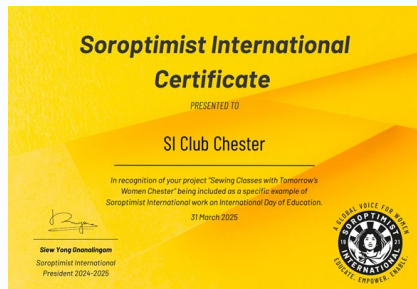 Soroptimist International
Certificate
PRESENTED TO
SI Club Chester
In recognition of your project "Sewing Classes with Tomorrow's
Women Chester" being included as a specific example of
Soroptimist International work on International Day of Education.
31 March 2025
Siew Yong Gnanalingam
Soroptimist International
President 2024-2025
A GLOBAL VOICE FOR WOMEN
SOROPTIMIST
19 21
INTERNATIONAL
EDUCATE, EMPOWER, ENABLE.